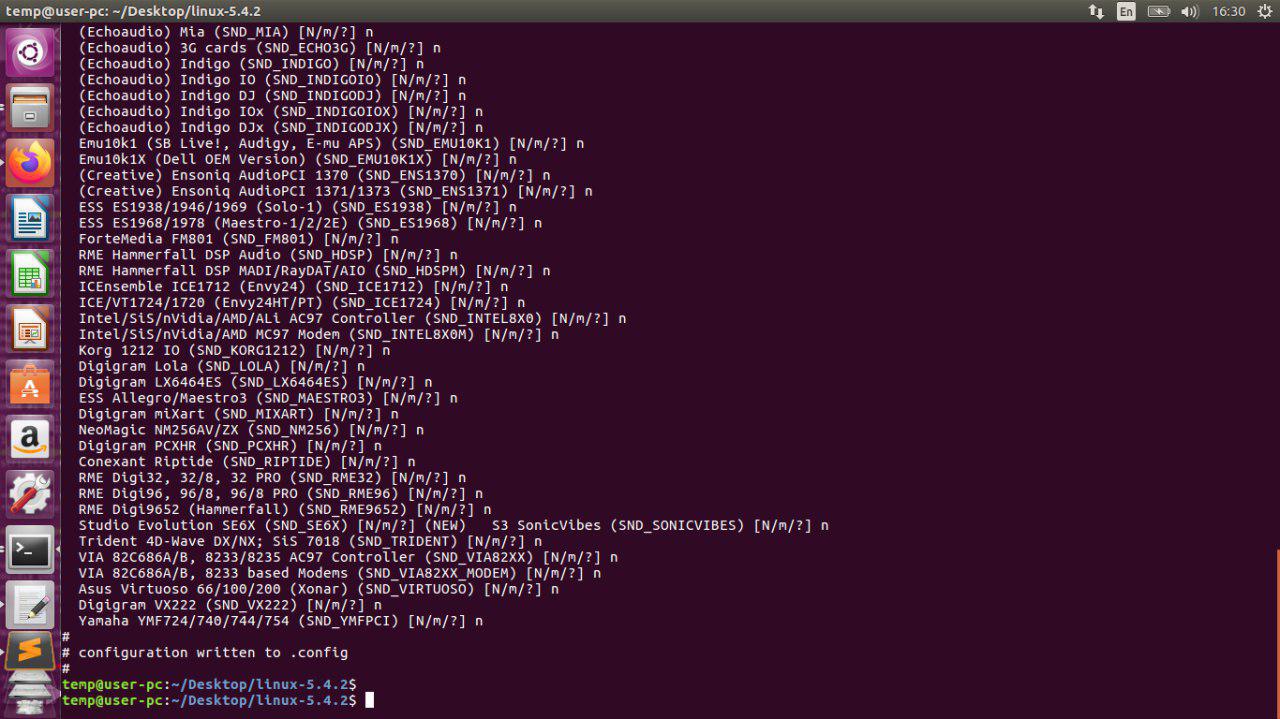 temp@user-pc: ~/Desktop/linux-5.4.2
En
16:30
(Echoaudio) Mia (SND_MIA) [N/m/?] n
(Echoaudio) 3G cards (SND_ECHO3G) [N/m/?] n
(Echoaudio) Indigo (SND_INDIGO) [N/m/?] n
(Echoaudio) Indigo IO (SND_INDIGOIO) [N/m/?] n
(Echoaudio) Indigo DJ (SND_INDIGODJ) [N/m/?] n
(Echoaudio) Indigo IOx (SND_INDIGOIOX) [N/m/?] n
(Echoaudio) Indigo DJx (SND_INDIGODJX) [N/m/?] n
Emu10k1 (SB Live!, Audigy, E-mu APS) (SND_EMU10K1) [N/m/?] n
Emu10k1X (Dell OEM Version) (SND_EMU10K1X) [N/m/?] n
(Creative) Ensoniq AudioPCI 1370 (SND_ENS1370) [N/m/?] n
(Creative) Ensoniq AudioPCI 1371/1373 (SND_ENS1371) [N/m/?] n
ESS ES1938/1946/1969 (Solo-1) (SND_ES1938) [N/m/?] n
ESS ES1968/1978 (Maestro-1/2/2E) (SND_ES1968) [N/m/?] n
ForteMedia FM801 (SND_FM801) [N/m/?] n
RME Hammerfall DSP Audio (SND_HDSP) [N/m/?] n
RME Hammerfall DSP MADI/RayDAT/AIO (SND_HDSPM) [N/m/?] n
ICEnsemble ICE1712 (Envy24) (SND_ICE1712) [N/m/?] n
ICE/VT1724/1720 (Envy24HT/PT) (SND_ICE1724) [N/m/?] n
Intel/SiS/nVidia/AMD/ALi AC97 Controller (SND_INTEL8X0) [N/m/?] n
Intel/SiS/nVidia/AMD MC97 Modem (SND_INTEL8X0M) [N/m/?] n
Korg 1212 IO (SND_KORG1212) [N/m/?] n
Digigram Lola (SND_LOLA) [N/m/?] n
Digigram LX6464ES (SND_LX6464ES) [N/m/?] n
ESS Allegro/Maestro3 (SND_MAESTRO3) [N/m/?] n
Digigram miXart (SND_MIXART) [N/m/?] n
NeoMagic NM256AV/ZX (SND_NM256) [N/m/?] n
Digigram PCXHR (SND_PCXHR) [N/m/?] n
Conexant Riptide (SND_RIPTIDE) [N/m/?] n
RME Digi32, 32/8, 32 PRO (SND_RME32) [N/m/?] n
RME Digi96, 96/8, 96/8 PRO (SND_RME96) [N/m/?] n
RME Digi9652 (Hammerfall) (SND_RME9652) [N/m/?] n
Studio Evolution SE6X (SND_SE6X) [N/m/?] (NEW)   S3 SonicVibes (SND_SONICVIBES) [N/m/?] n
Trident 4D-Wave DX/NX; SiS 7018 (SND_TRIDENT) [N/m/?] n
VIA 82C686A/B, 8233/8235 AC97 Controller (SND_VIA82XX) [N/m/?] n
VIA 82C686A/B, 8233 based Modems (SND_VIA82XX_MODEM) [N/m/?] n
Asus Virtuoso 66/100/200 (Xonar) (SND_VIRTUOSO) [N/m/?] n
Digigram VX222 (SND_VX222) [N/m/?] n
Yamaha YMF724/740/744/754 (SND_YMFPCI) [N/m/?] n
#
# configuration written to .config
#
temp@user-pc:~/Desktop/linux-5.4.2$
temp@user-pc:~/Desktop/linux-5.4.2$